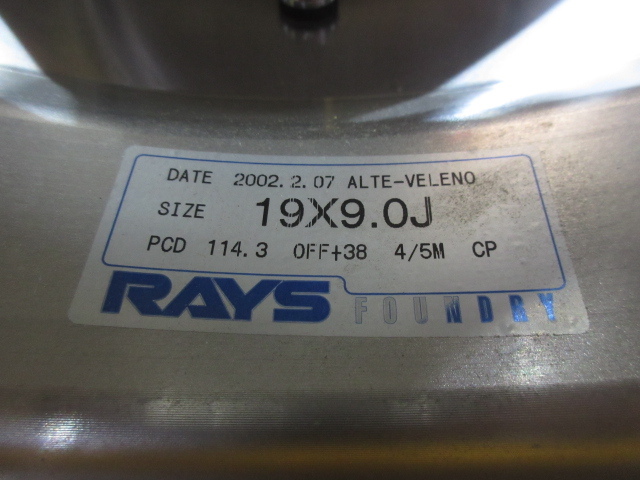 DATE 2002.2.07 ALTE-VELENO
SIZE 19X9.0J
PCD 114.3 OFF+38 4/5M CP
RAYS FOUNDRY